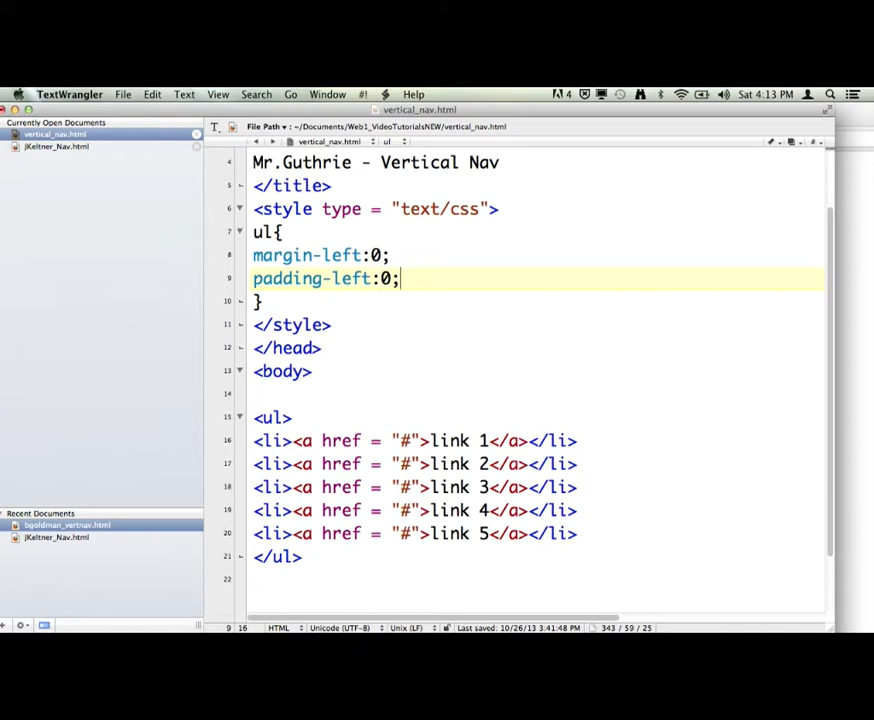 TextWrangler File Edit Text View Search Go Window #! Help 4 Sat 4:13 PM
vertical_nav.html
Currently Open Documents
vertical_nav.html
JKeltner_Nav.html
File Path ▾ : ~/Documents/Web1_VideoTutorialsNEW/vertical_nav.html
vertical_nav.html ul
4 Mr.Guthrie - Vertical Nav
5 </title>
6 <style type = "text/css">
7 ul{
8 margin-left:0;
9 padding-left:0;
10 }
11 </style>
12 </head>
13 <body>
14
15 <ul>
16 <li><a href = "#">link 1</a></li>
17 <li><a href = "#">link 2</a></li>
18 <li><a href = "#">link 3</a></li>
19 <li><a href = "#">link 4</a></li>
20 <li><a href = "#">link 5</a></li>
21 </ul>
22
Recent Documents
bgoldman_vertnav.html
JKeltner_Nav.html
9 16 HTML Unicode (UTF-8) Unix (LF) Last saved: 10/26/13 3:41:48 PM 343 / 59 / 25